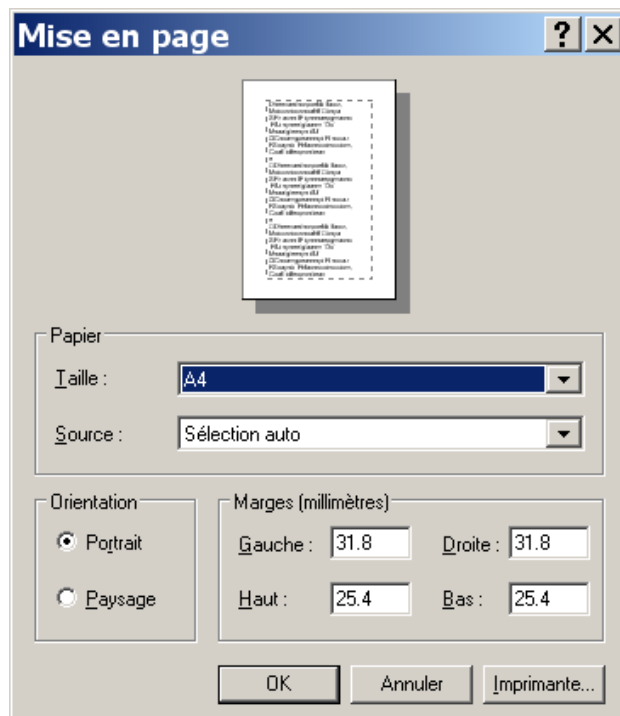 Mise en page
Papier
Taille :
A4
Source :
Sélection auto
Orientation
Portrait
Paysage
Marges (millimètres)
Gauche : 31.8 Droite : 31.8
Haut : 25.4 Bas : 25.4
OK Annuler Imprimante...